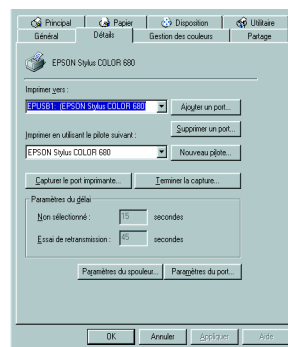 Principal Papier Disposition Utilitaire
Général Détails Gestion des couleurs Partage
EPSON Stylus COLOR 680
Imprimer vers :
EPUSB1: (EPSON Stylus COLOR 680) Ajouter un port...
Supprimer un port...
Imprimer en utilisant le pilote suivant :
EPSON Stylus COLOR 680 Nouveau pilote...
Capturer le port imprimante... Terminer la capture...
Paramètres du délai
Non sélectionné : 15 secondes
Essai de retransmission : 45 secondes
Paramètres du spouleur... Paramètres du port...
OK Annuler Appliquer Aide